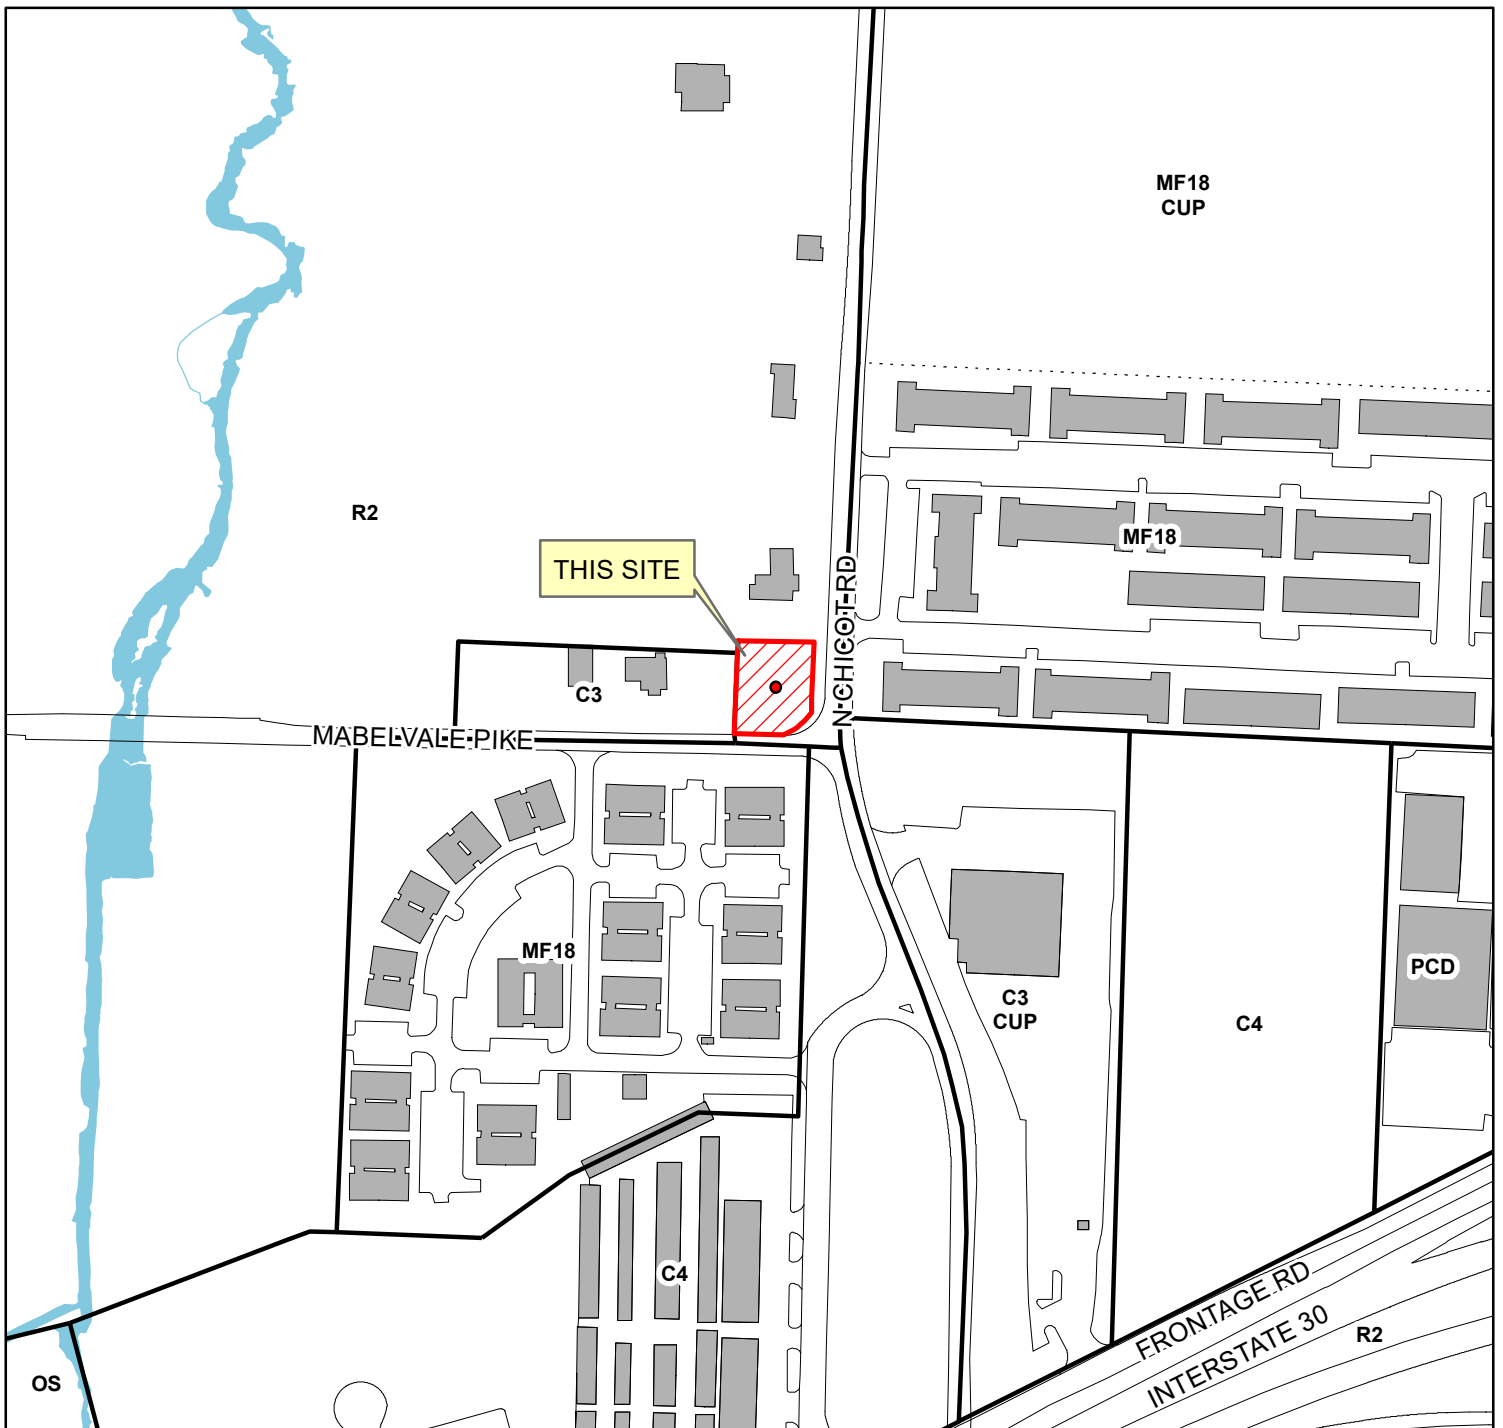 MF18
CUP
R2
MF18
THIS SITE
N CHICOT RD
C3
MABELVALE PIKE
MF18
PCD
C3
CUP
C4
C4
FRONTAGE RD
INTERSTATE 30
R2
OS